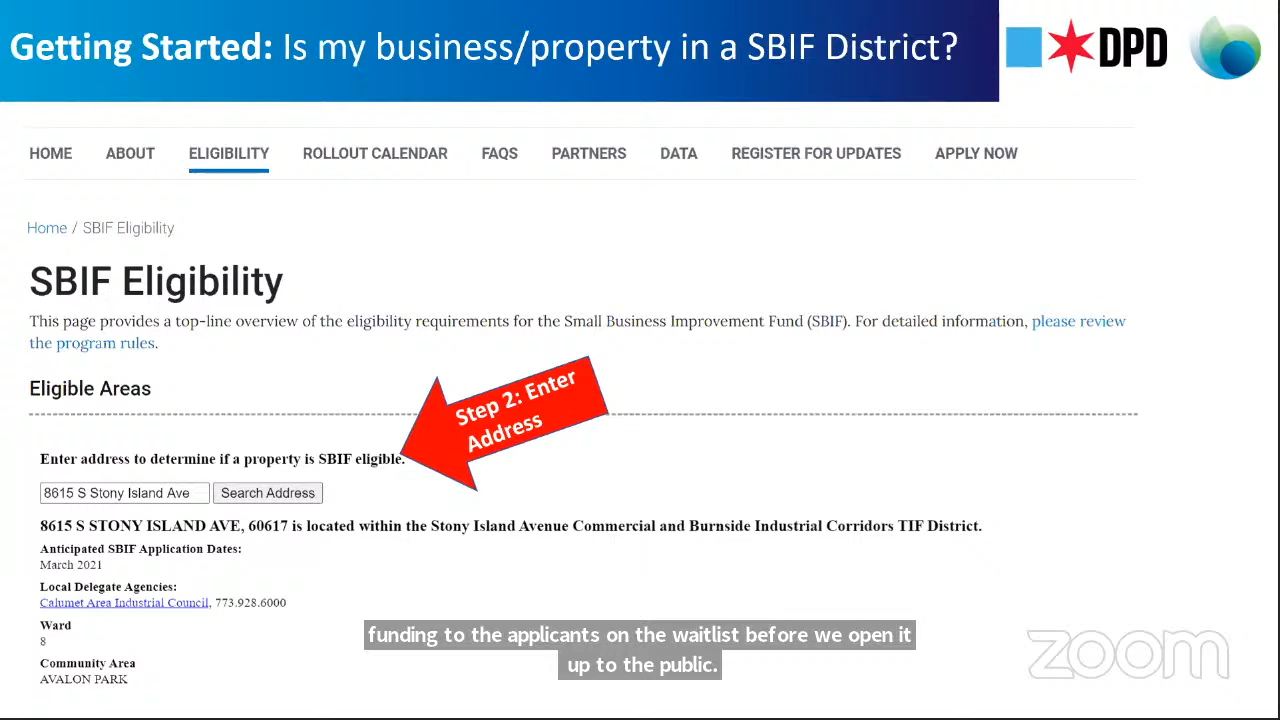 Getting Started: Is my business/property in a SBIF District?
DPD
HOME ABOUT ELIGIBILITY ROLLOUT CALENDAR FAQS PARTNERS DATA REGISTER FOR UPDATES APPLY NOW
Home / SBIF Eligibility
SBIF Eligibility
This page provides a top-line overview of the eligibility requirements for the Small Business Improvement Fund (SBIF). For detailed information, please review
the program rules.
Eligible Areas
Step 2: Enter
Address
Enter address to determine if a property is SBIF eligible.
8615 S Stony Island Ave Search Address
8615 S STONY ISLAND AVE, 60617 is located within the Stony Island Avenue Commercial and Burnside Industrial Corridors TIF District.
Anticipated SBIF Application Dates:
March 2021
Local Delegate Agencies:
Calumet Area Industrial Council, 773.928.6000
Ward
8
Community Area
AVALON PARK
funding to the applicants on the waitlist before we open it
up to the public.
zoom